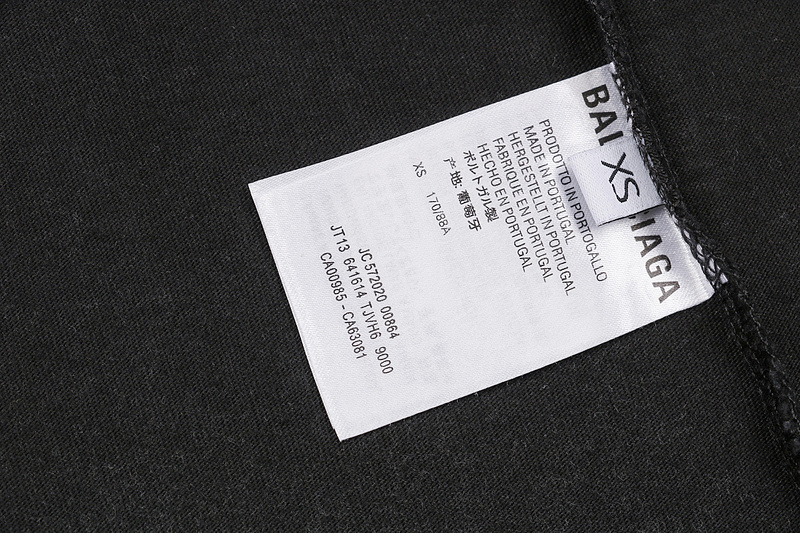 BAL
IAGA
XS
PRODOTTO IN PORTOGALLO
MADE IN PORTUGAL
HERGESTELLT IN PORTUGAL
FABRIQUE EN PORTUGAL
HECHO EN PORTUGAL
ポルトガル製
产地: 葡萄牙
XS 170/88A
JC 572020 00864
JT13 641614 TJVH6 9000
CA00985 - CA63081